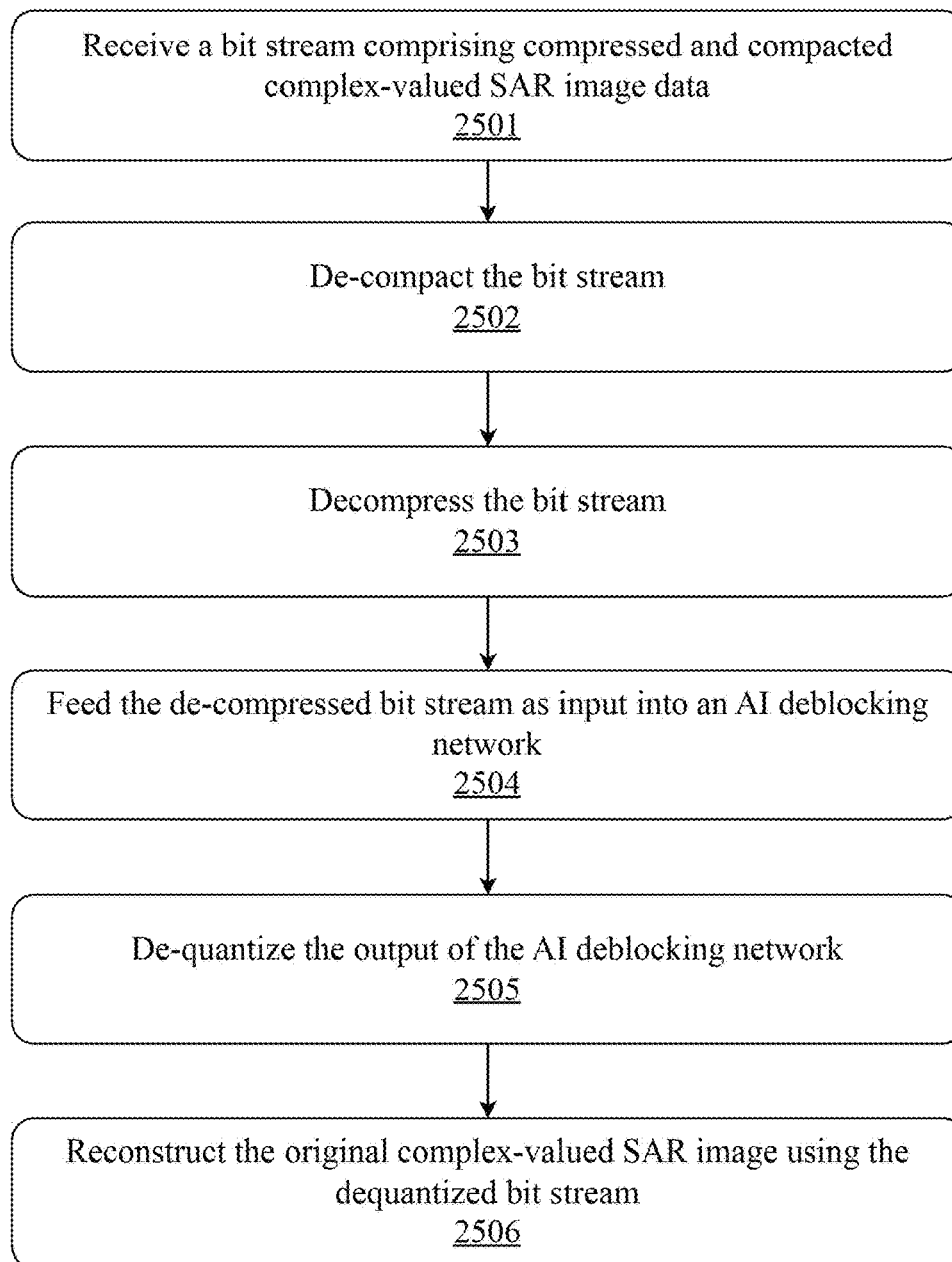 Receive a bit stream comprising compressed and compacted
complex-valued SAR image data
2501
De-compact the bit stream
2502
Decompress the bit stream
2503
Feed the de-compressed bit stream as input into an AI deblocking
network
2504
De-quantize the output of the AI deblocking network
2505
Reconstruct the original complex-valued SAR image using the
dequantized bit stream
2506